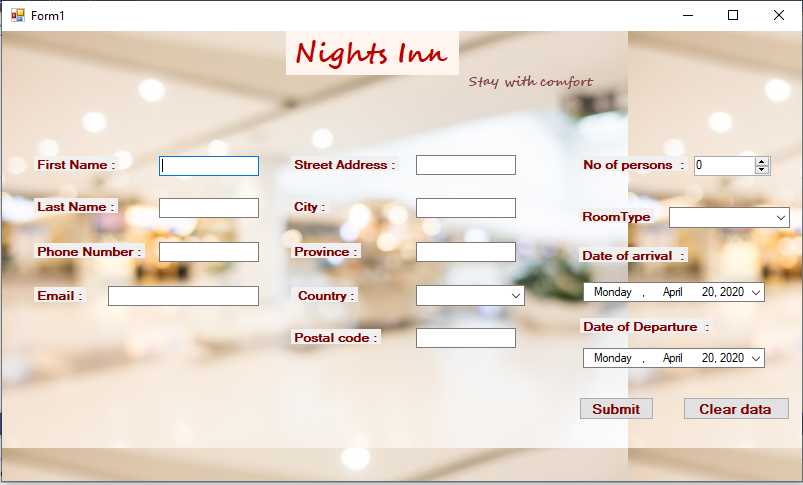 Form1
Nights Inn
Stay with comfort
First Name :
Street Address :
No of persons :
0
Last Name :
City :
RoomType
Phone Number :
Province :
Date of arrival :
Email :
Country :
Monday , April 20, 2020
Postal code :
Date of Departure :
Monday , April 20, 2020
Submit
Clear data